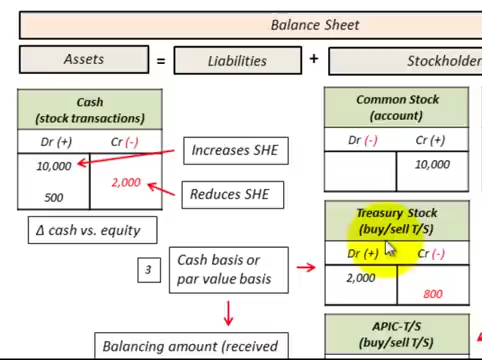 Balance Sheet
Assets
=
Liabilities
+
Stockholder
Cash
(stock transactions)
Dr (+)
Cr (-)
10,000
2,000
500
Increases SHE
Reduces SHE
Δ cash vs. equity
Common Stock
(account)
Dr (-)
Cr (+)
10,000
Treasury Stock
(buy/sell T/S)
Dr (+)
Cr (-)
2,000
800
3
Cash basis or
par value basis
Balancing amount (received
APIC-T/S
(buy/sell T/S)